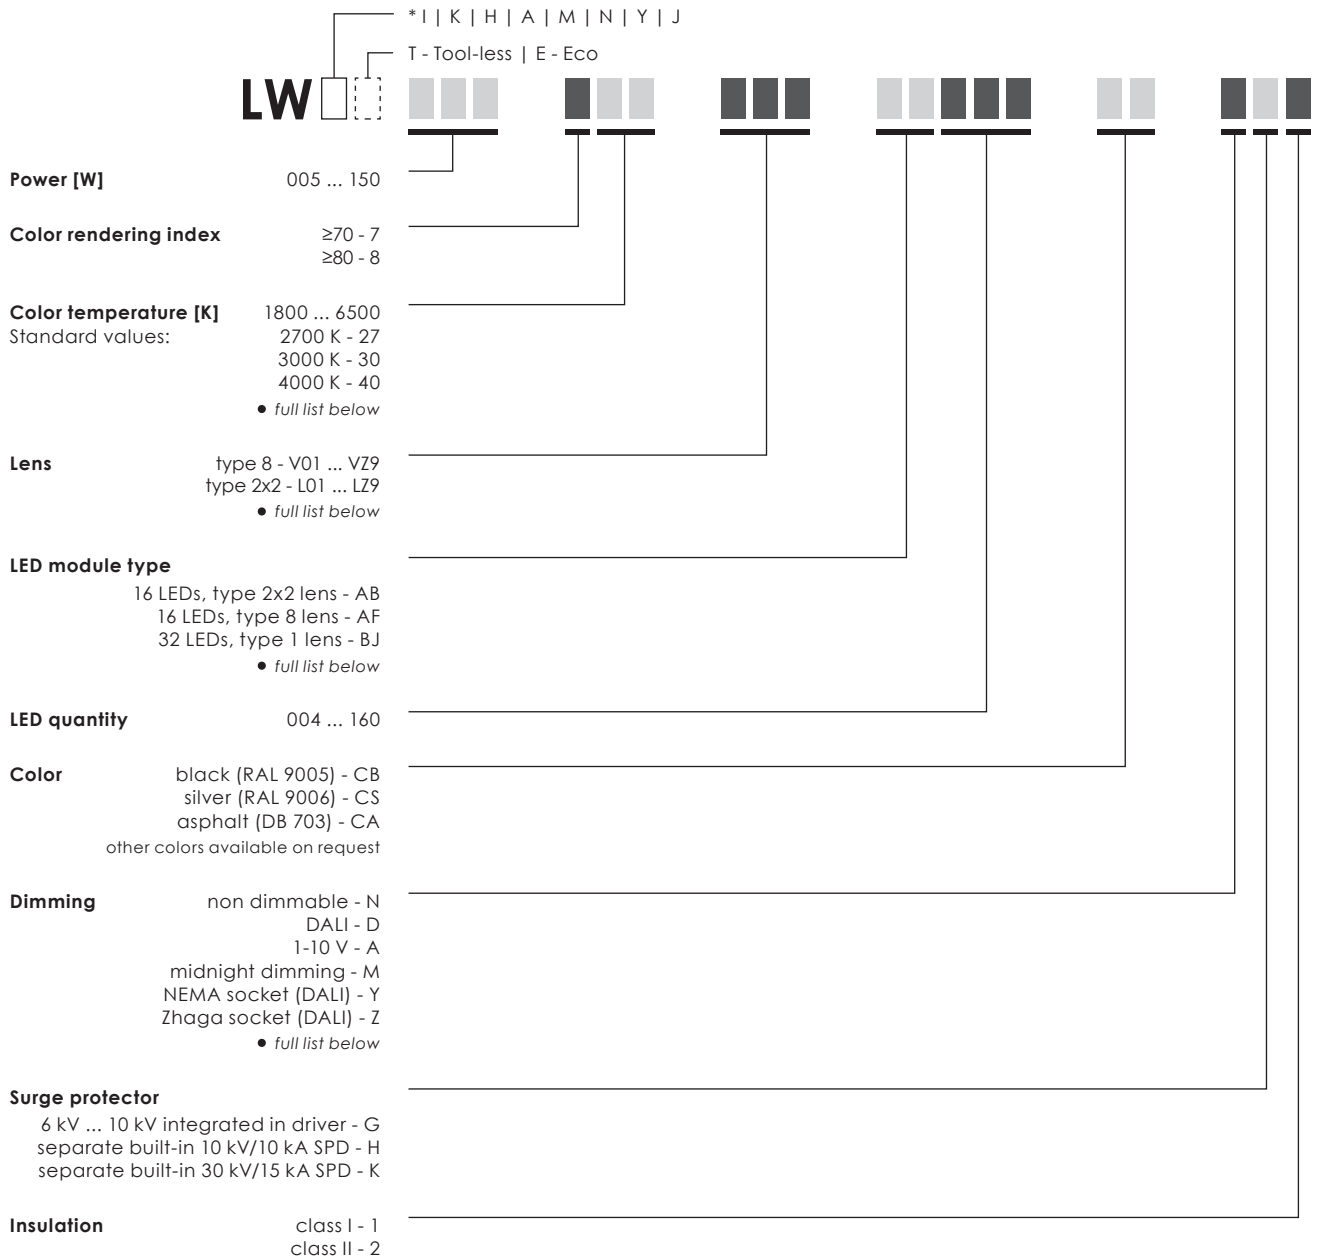 * I | K | H | A | M | N | Y | J
T - Tool-less | E - Eco
LW
Power [W] 005 ... 150
Color rendering index ≥70 - 7
≥80 - 8
Color temperature [K] 1800 ... 6500
Standard values: 2700 K - 27
3000 K - 30
4000 K - 40
● full list below
Lens type 8 - V01 ... VZ9
type 2x2 - L01 ... LZ9
● full list below
LED module type
16 LEDs, type 2x2 lens - AB
16 LEDs, type 8 lens - AF
32 LEDs, type 1 lens - BJ
● full list below
LED quantity 004 ... 160
Color black (RAL 9005) - CB
silver (RAL 9006) - CS
asphalt (DB 703) - CA
other colors available on request
Dimming non dimmable - N
DALI - D
1-10 V - A
midnight dimming - M
NEMA socket (DALI) - Y
Zhaga socket (DALI) - Z
● full list below
Surge protector
6 kV ... 10 kV integrated in driver - G
separate built-in 10 kV/10 kA SPD - H
separate built-in 30 kV/15 kA SPD - K
Insulation class I - 1
class II - 2